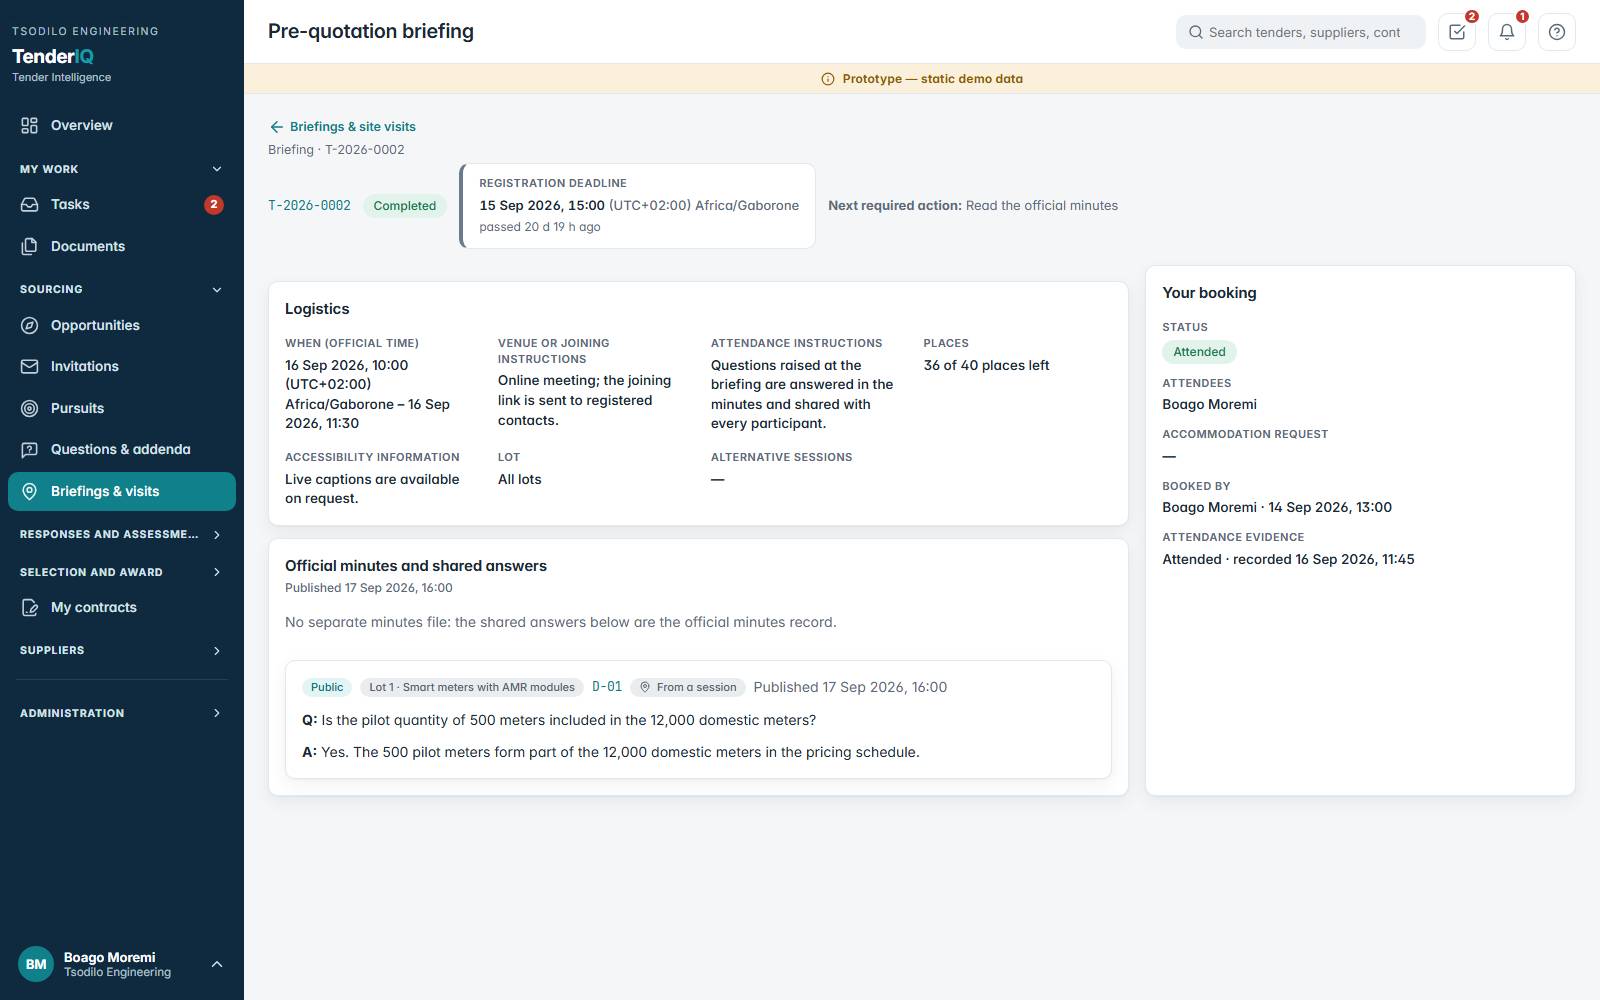 TSODILO ENGINEERING
TenderIQ
Tender Intelligence
Overview
MY WORK
Tasks
2
Documents
SOURCING
Opportunities
Invitations
Pursuits
Questions & addenda
Briefings & visits
RESPONSES AND ASSESSME...
SELECTION AND AWARD
My contracts
SUPPLIERS
ADMINISTRATION
BM
Boago Moremi
Tsodilo Engineering
Pre-quotation briefing
Search tenders, suppliers, cont
2
1
Prototype — static demo data
Briefings & site visits
Briefing · T-2026-0002
T-2026-0002
Completed
REGISTRATION DEADLINE
15 Sep 2026, 15:00 (UTC+02:00) Africa/Gaborone
passed 20 d 19 h ago
Next required action: Read the official minutes
Logistics
WHEN (OFFICIAL TIME)
16 Sep 2026, 10:00
(UTC+02:00)
Africa/Gaborone – 16 Sep
2026, 11:30
VENUE OR JOINING
INSTRUCTIONS
Online meeting; the joining
link is sent to registered
contacts.
ATTENDANCE INSTRUCTIONS
Questions raised at the
briefing are answered in the
minutes and shared with
every participant.
PLACES
36 of 40 places left
ACCESSIBILITY INFORMATION
Live captions are available
on request.
LOT
All lots
ALTERNATIVE SESSIONS
—
Official minutes and shared answers
Published 17 Sep 2026, 16:00
No separate minutes file: the shared answers below are the official minutes record.
Public
Lot 1 · Smart meters with AMR modules
D-01
From a session
Published 17 Sep 2026, 16:00
Q: Is the pilot quantity of 500 meters included in the 12,000 domestic meters?
A: Yes. The 500 pilot meters form part of the 12,000 domestic meters in the pricing schedule.
Your booking
STATUS
Attended
ATTENDEES
Boago Moremi
ACCOMMODATION REQUEST
—
BOOKED BY
Boago Moremi · 14 Sep 2026, 13:00
ATTENDANCE EVIDENCE
Attended · recorded 16 Sep 2026, 11:45